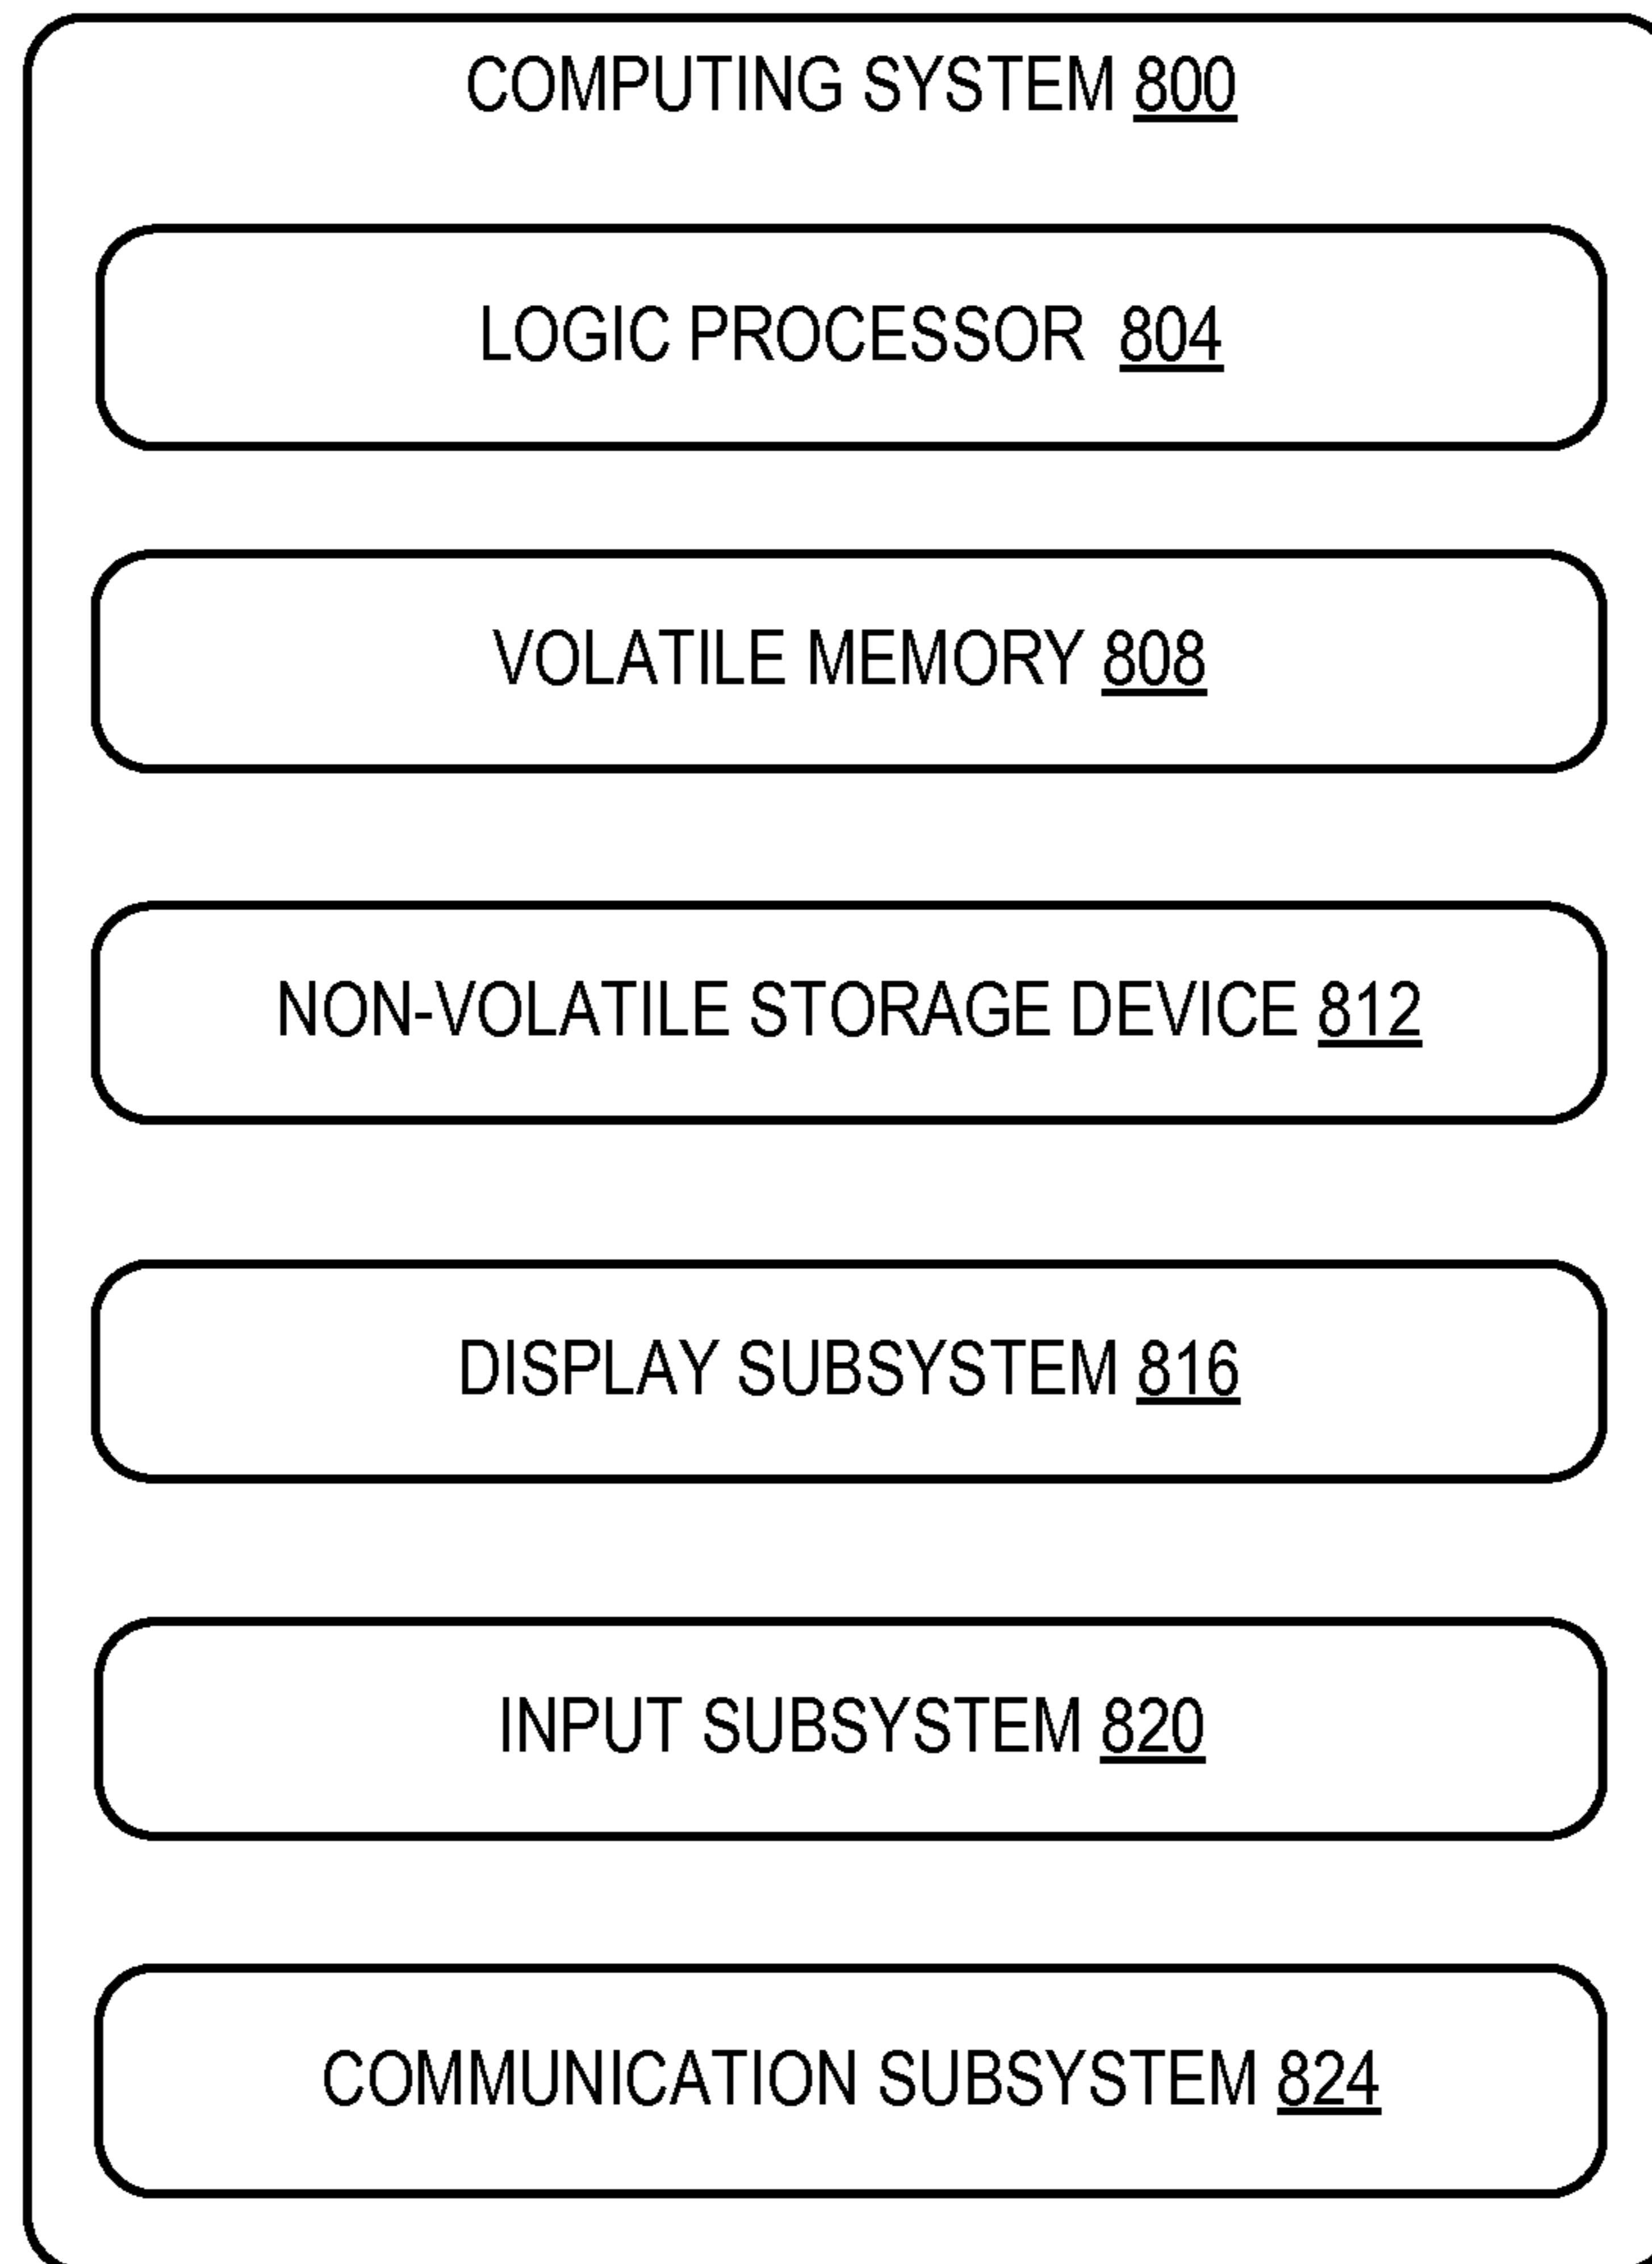 COMPUTING SYSTEM 800
LOGIC PROCESSOR 804
VOLATILE MEMORY 808
NON-VOLATILE STORAGE DEVICE 812
DISPLAY SUBSYSTEM 816
INPUT SUBSYSTEM 820
COMMUNICATION SUBSYSTEM 824